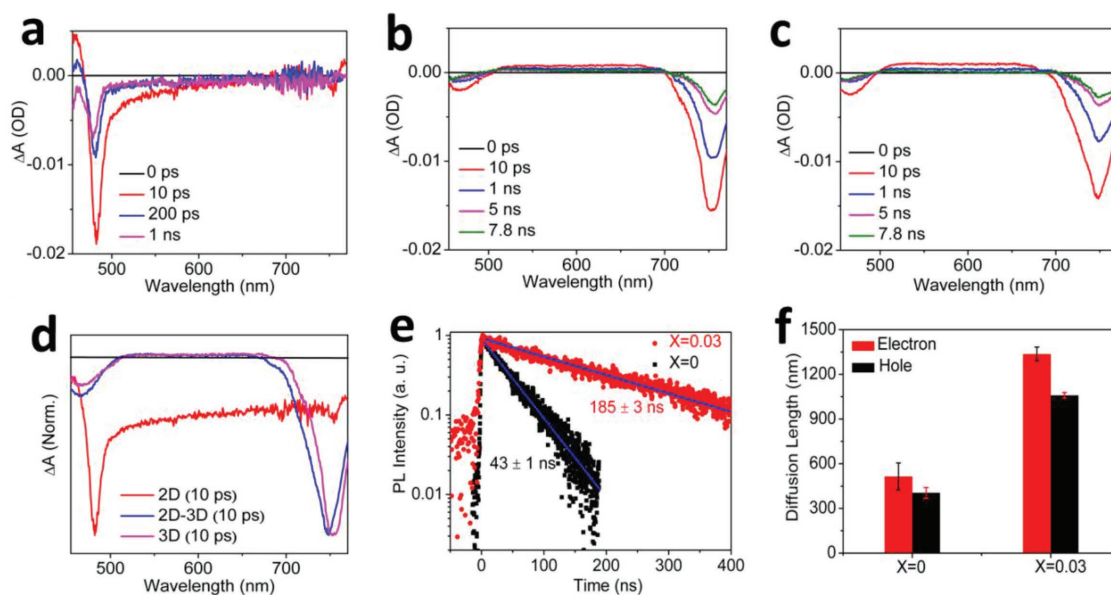 a
0.00
-0.01
-0.02
ΔA (OD)
0 ps
10 ps
200 ps
1 ns
500 600 700
Wavelength (nm)
b
0.00
-0.01
-0.02
ΔA (OD)
0 ps
10 ps
1 ns
5 ns
7.8 ns
500 600 700
Wavelength (nm)
c
0.00
-0.01
-0.02
ΔA (OD)
0 ps
10 ps
1 ns
5 ns
7.8 ns
500 600 700
Wavelength (nm)
d
ΔA (Norm.)
2D (10 ps)
2D-3D (10 ps)
3D (10 ps)
500 600 700
Wavelength (nm)
e
1
0.1
0.01
PL Intensity (a. u.)
X=0.03
X=0
185 ± 3 ns
43 ± 1 ns
0 100 200 300 400
Time (ns)
f
1500
1200
900
600
300
0
Diffusion Length (nm)
Electron
Hole
X=0 X=0.03